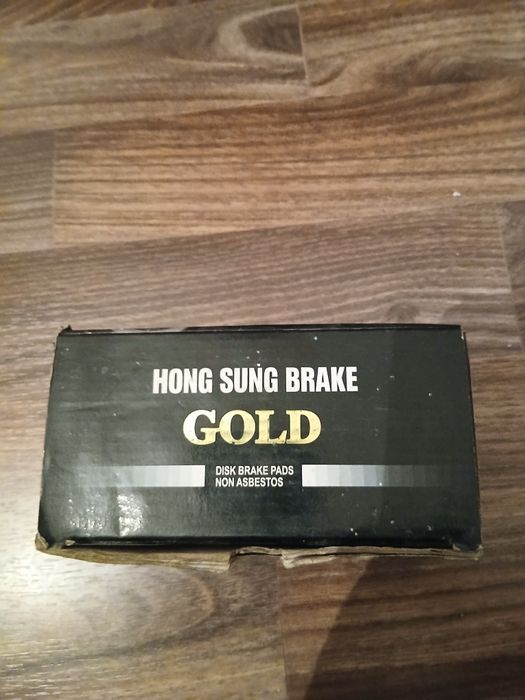 HONG SUNG BRAKE
GOLD
DISK BRAKE PADS
NON ASBESTOS